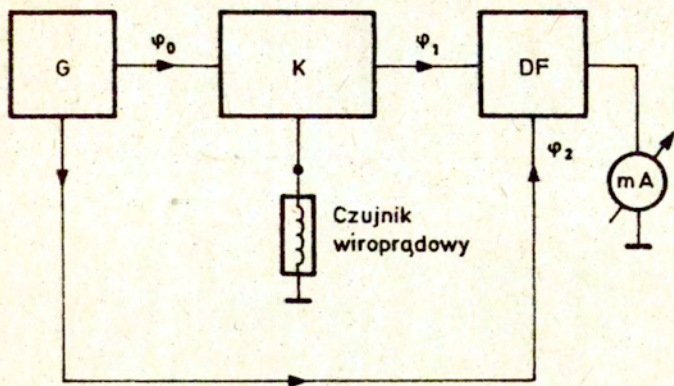 G
φ₀
K
φ₁
DF
φ₂
mA
Czujnik
wiroprądowy